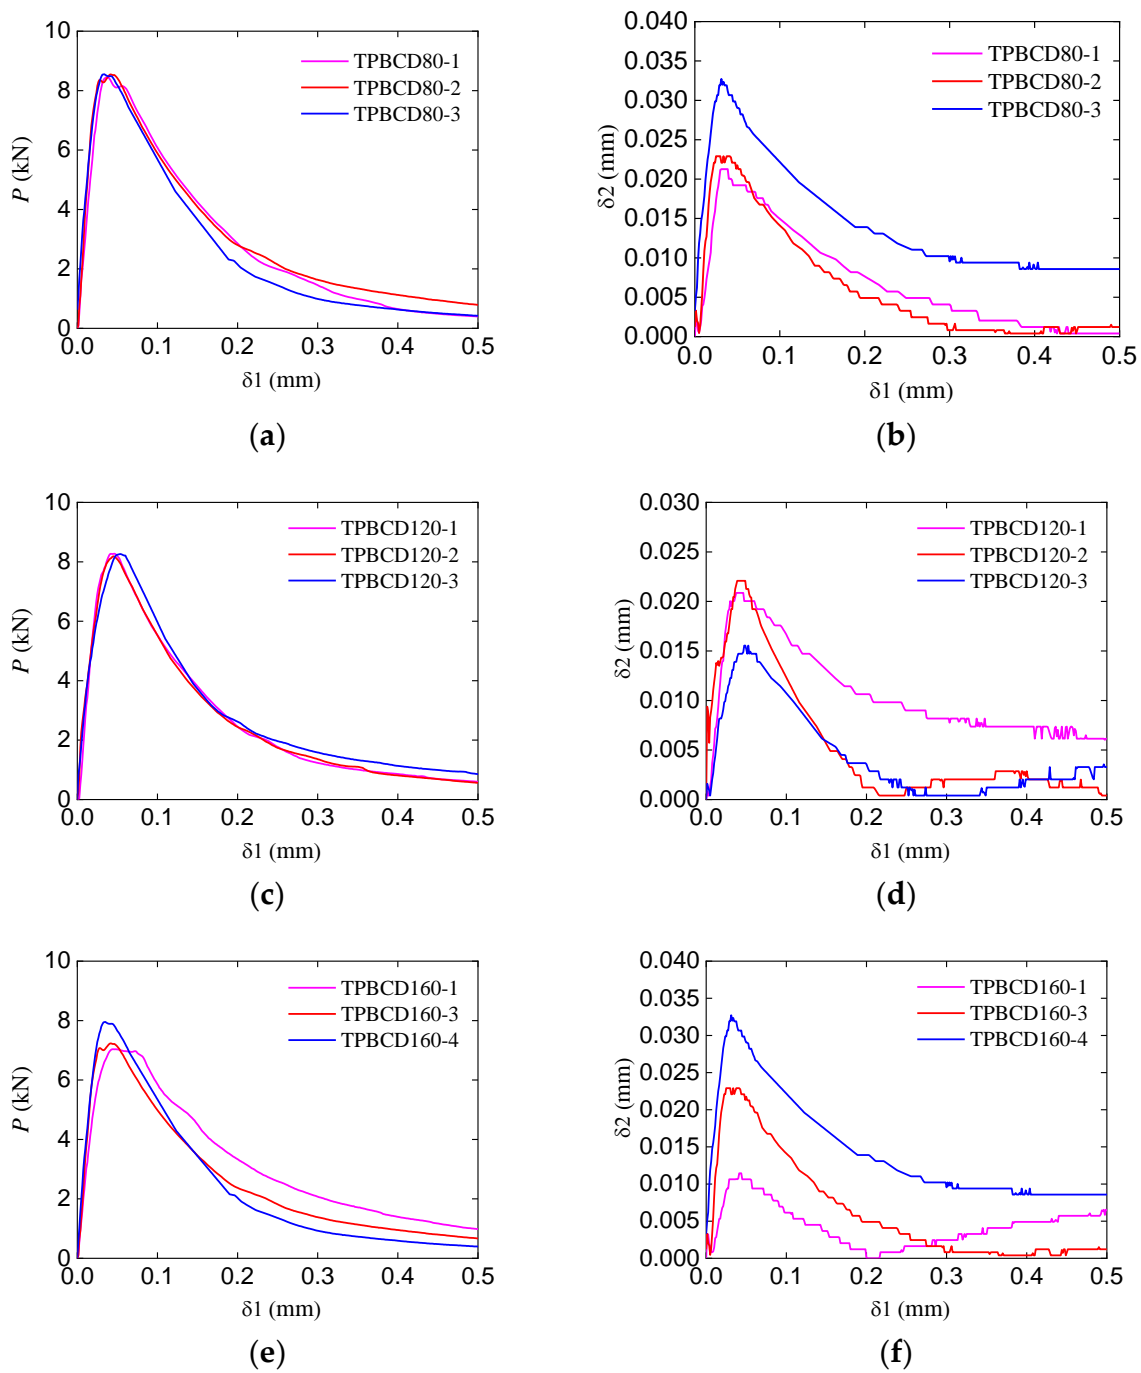 10
8
6
4
2
0
P (kN)
TPBCD80-1
TPBCD80-2
TPBCD80-3
0.0 0.1 0.2 0.3 0.4 0.5
δ1 (mm)
(a)
0.040
0.035
0.030
0.025
0.020
0.015
0.010
0.005
0.000
δ2 (mm)
TPBCD80-1
TPBCD80-2
TPBCD80-3
0.0 0.1 0.2 0.3 0.4 0.5
δ1 (mm)
(b)
10
8
6
4
2
0
P (kN)
TPBCD120-1
TPBCD120-2
TPBCD120-3
0.0 0.1 0.2 0.3 0.4 0.5
δ1 (mm)
(c)
0.030
0.025
0.020
0.015
0.010
0.005
0.000
δ2 (mm)
TPBCD120-1
TPBCD120-2
TPBCD120-3
0.0 0.1 0.2 0.3 0.4 0.5
δ1 (mm)
(d)
10
8
6
4
2
0
P (kN)
TPBCD160-1
TPBCD160-3
TPBCD160-4
0.0 0.1 0.2 0.3 0.4 0.5
δ1 (mm)
(e)
0.040
0.035
0.030
0.025
0.020
0.015
0.010
0.005
0.000
δ2 (mm)
TPBCD160-1
TPBCD160-3
TPBCD160-4
0.0 0.1 0.2 0.3 0.4 0.5
δ1 (mm)
(f)